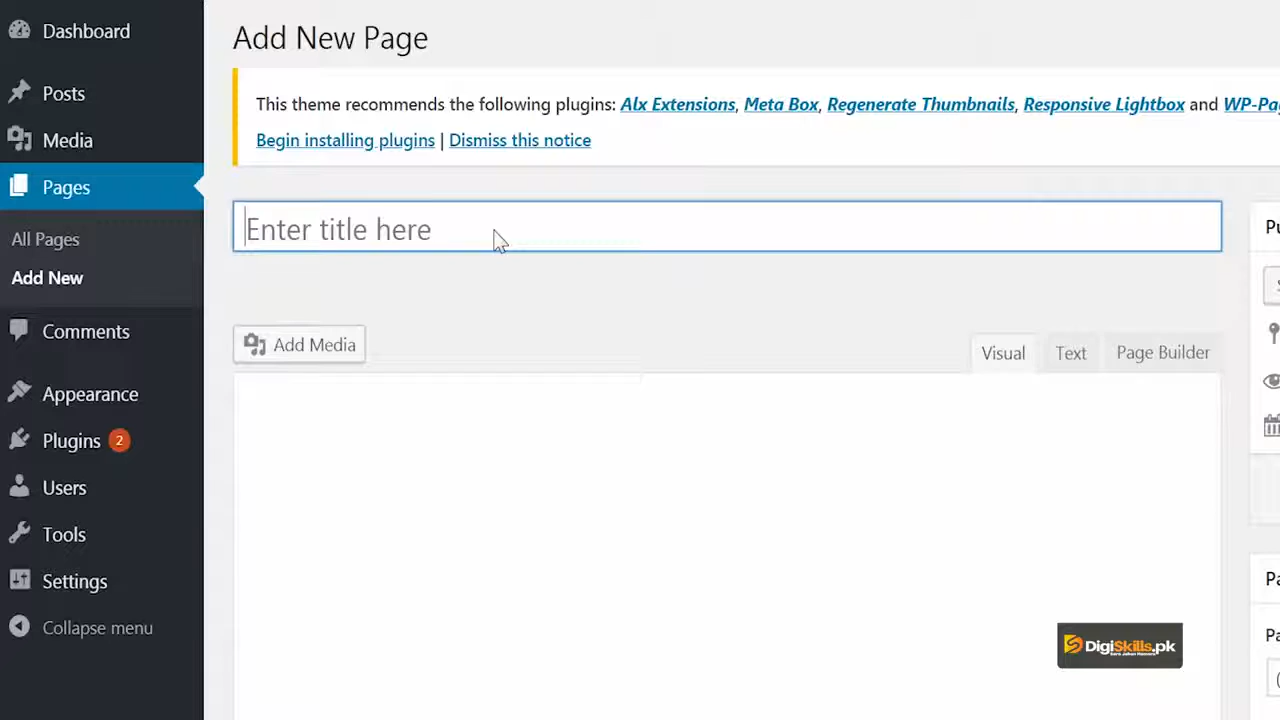 Dashboard
Posts
Media
Pages
All Pages
Add New
Comments
Appearance
Plugins 2
Users
Tools
Settings
Collapse menu
Add New Page
This theme recommends the following plugins: Alx Extensions, Meta Box, Regenerate Thumbnails, Responsive Lightbox and WP-Pa
Begin installing plugins | Dismiss this notice
Enter title here
Add Media
Visual
Text
Page Builder
DigiSkills.pk